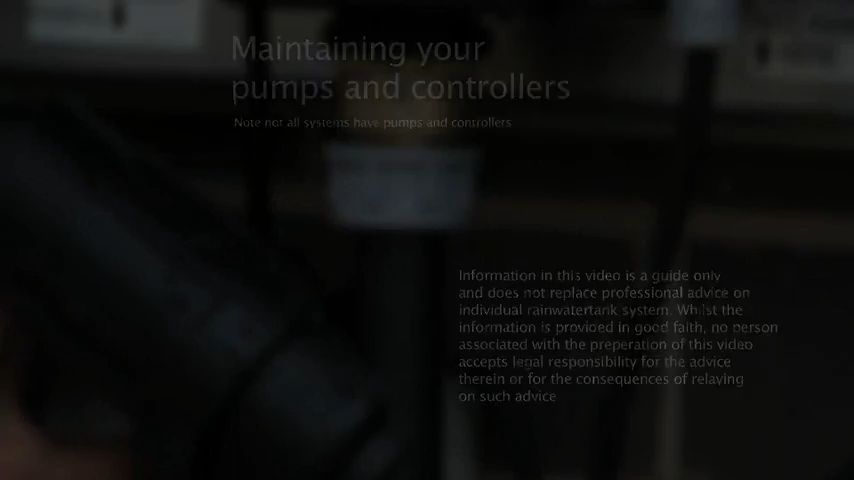 Maintaining your
pumps and controllers
Note not all systems have pumps and controllers
Information in this video is a guide only
and does not replace professional advice on
individual rainwatertank system. Whilst the
information is provided in good faith, no person
associated with the preperation of this video
accepts legal responsibility for the advice
therein or for the consequences of relaying
on such advice